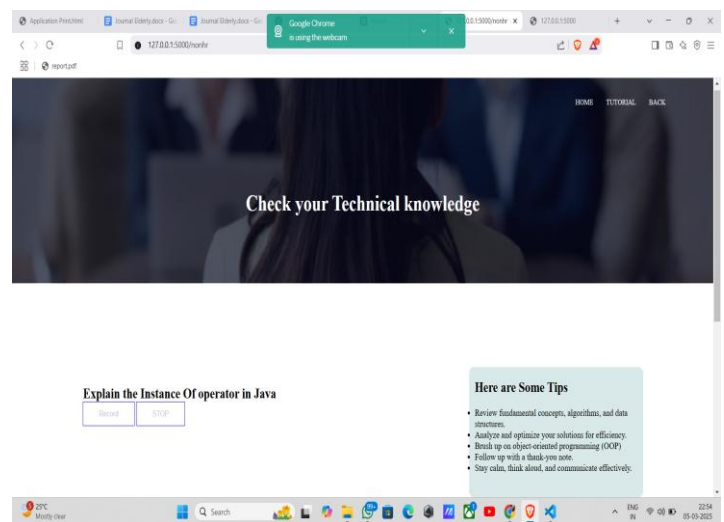 Application Print.html
Journal Elderly.docx - Go
Journal Elderly.docx - Go
Google Chrome
is using the webcam
0.0.1:5000/nonhr
127.0.0.1:5000
127.0.0.1:5000/nonhr
report.pdf
HOME TUTORIAL BACK
Check your Technical knowledge
Explain the Instance Of operator in Java
Record STOP
Here are Some Tips
Review fundamental concepts, algorithms, and data
structures.
Analyze and optimize your solutions for efficiency.
Brush up on object-oriented programming (OOP)
Follow up with a thank-you note.
Stay calm, think aloud, and communicate effectively.
25°C
Mostly clear
Search
99+
ENG
IN
22:54
05-05-2025